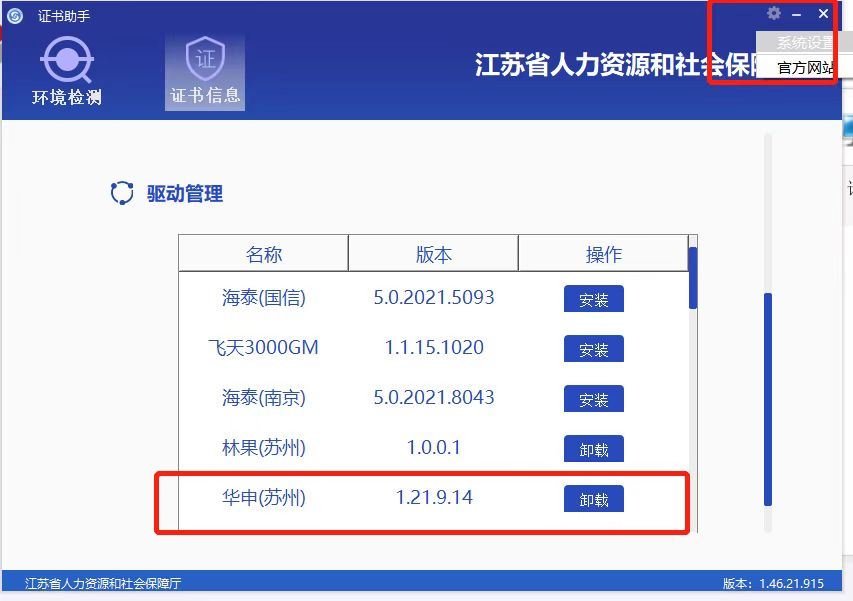 证书助手
系统设置
官方网站
环境检测
证
证书信息
江苏省人力资源和社会保
驱动管理
名称 版本 操作
海泰(国信) 5.0.2021.5093 安装
飞天3000GM 1.1.15.1020 安装
海泰(南京) 5.0.2021.8043 安装
林果(苏州) 1.0.0.1 卸载
华申(苏州) 1.21.9.14 卸载
江苏省人力资源和社会保障厅 版本：1.46.21.915